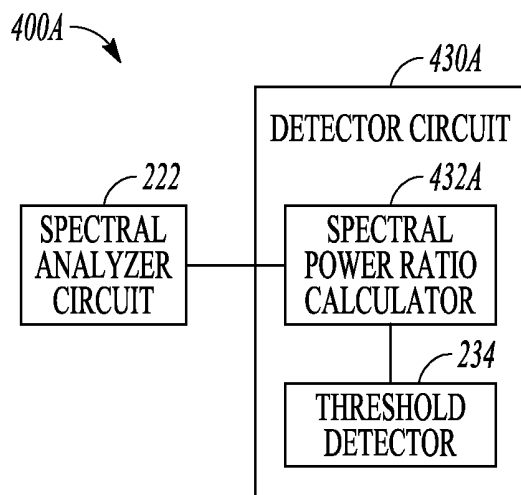 400A
430A
DETECTOR CIRCUIT
222
432A
SPECTRAL
ANALYZER
CIRCUIT
SPECTRAL
POWER RATIO
CALCULATOR
234
THRESHOLD
DETECTOR